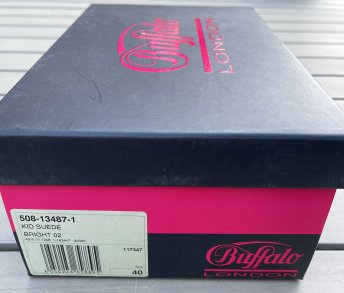 Buffalo
LONDON
508-13487-1
KID SUEDE
BRIGHT 02
117347
40
Buffalo
LONDON